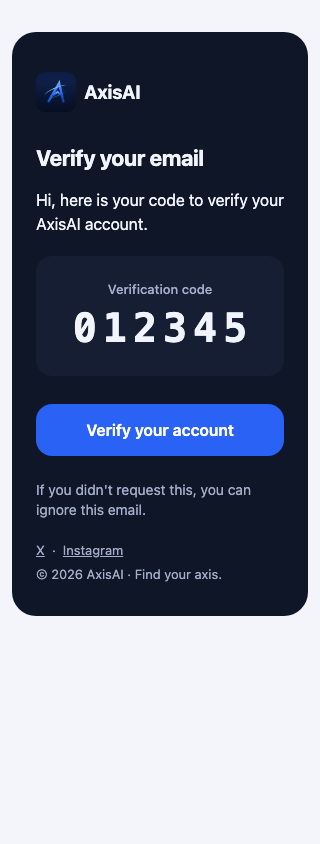 AxisAI
Verify your email
Hi, here is your code to verify your
AxisAI account.
Verification code
012345
Verify your account
If you didn't request this, you can
ignore this email.
X · Instagram
© 2026 AxisAI · Find your axis.